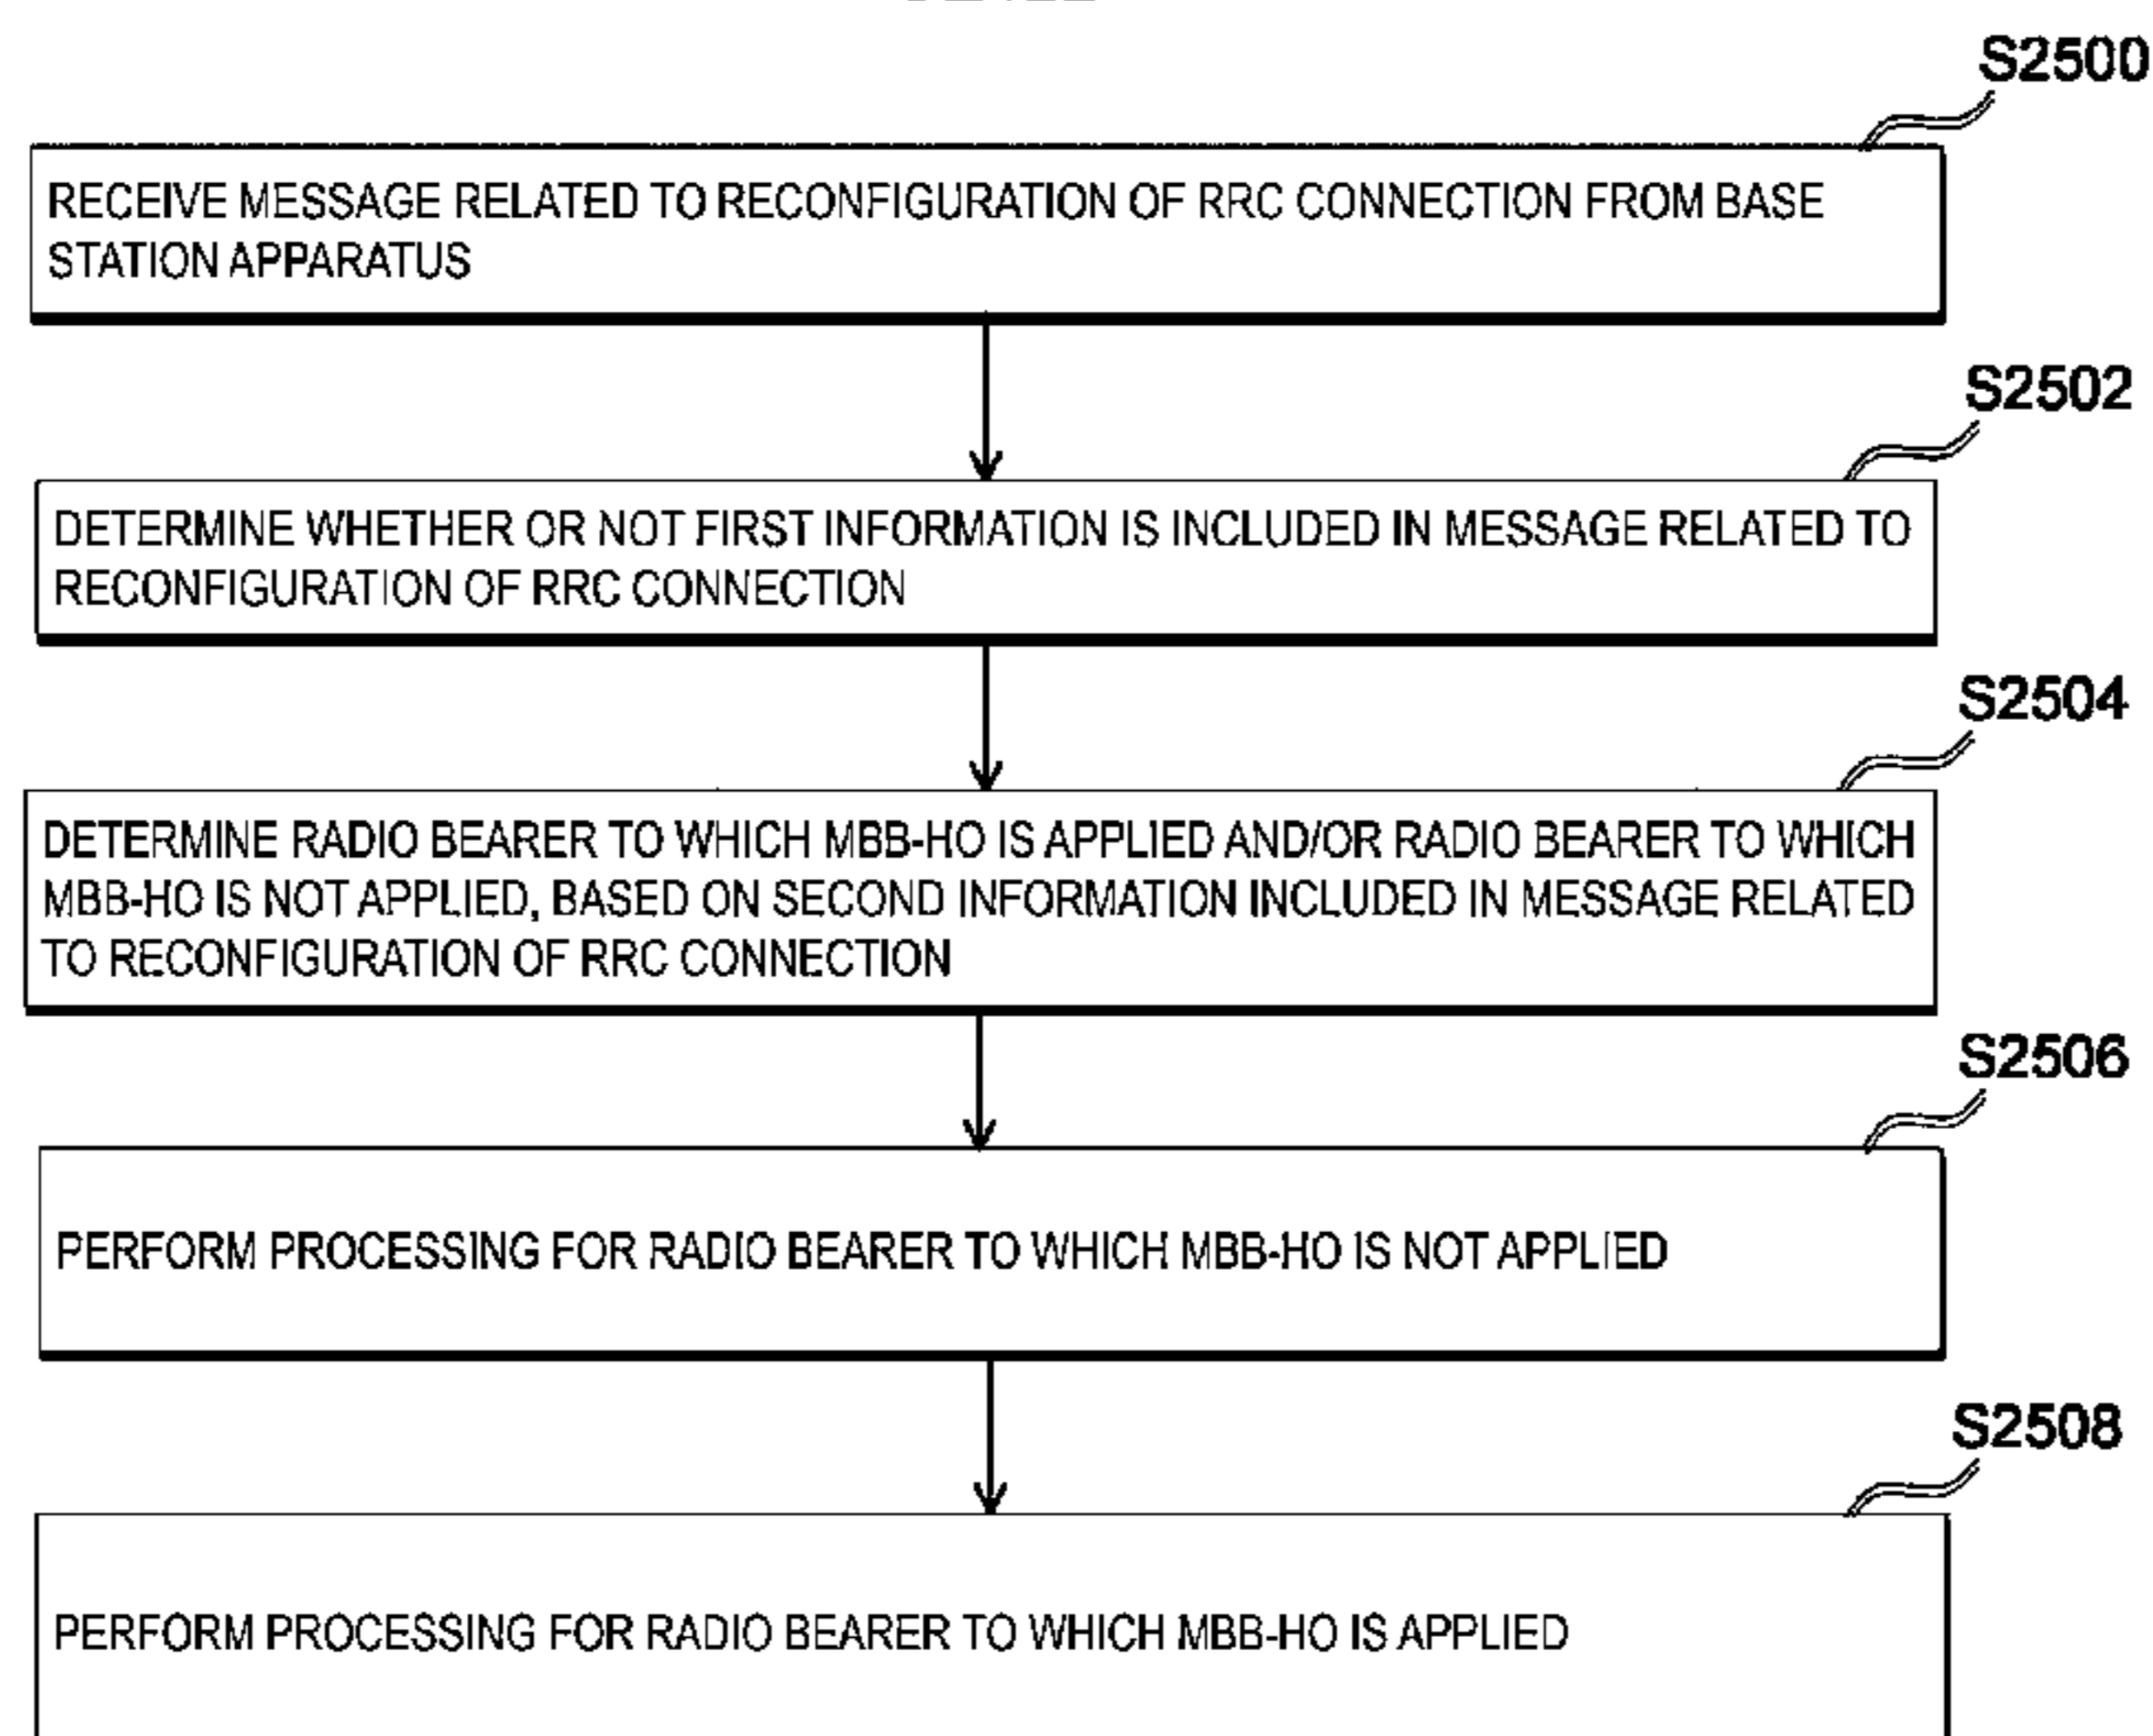 S2500
RECEIVE MESSAGE RELATED TO RECONFIGURATION OF RRC CONNECTION FROM BASE
STATION APPARATUS
S2502
DETERMINE WHETHER OR NOT FIRST INFORMATION IS INCLUDED IN MESSAGE RELATED TO
RECONFIGURATION OF RRC CONNECTION
S2504
DETERMINE RADIO BEARER TO WHICH MBB-HO IS APPLIED AND/OR RADIO BEARER TO WHICH
MBB-HO IS NOT APPLIED, BASED ON SECOND INFORMATION INCLUDED IN MESSAGE RELATED
TO RECONFIGURATION OF RRC CONNECTION
S2506
PERFORM PROCESSING FOR RADIO BEARER TO WHICH MBB-HO IS NOT APPLIED
S2508
PERFORM PROCESSING FOR RADIO BEARER TO WHICH MBB-HO IS APPLIED